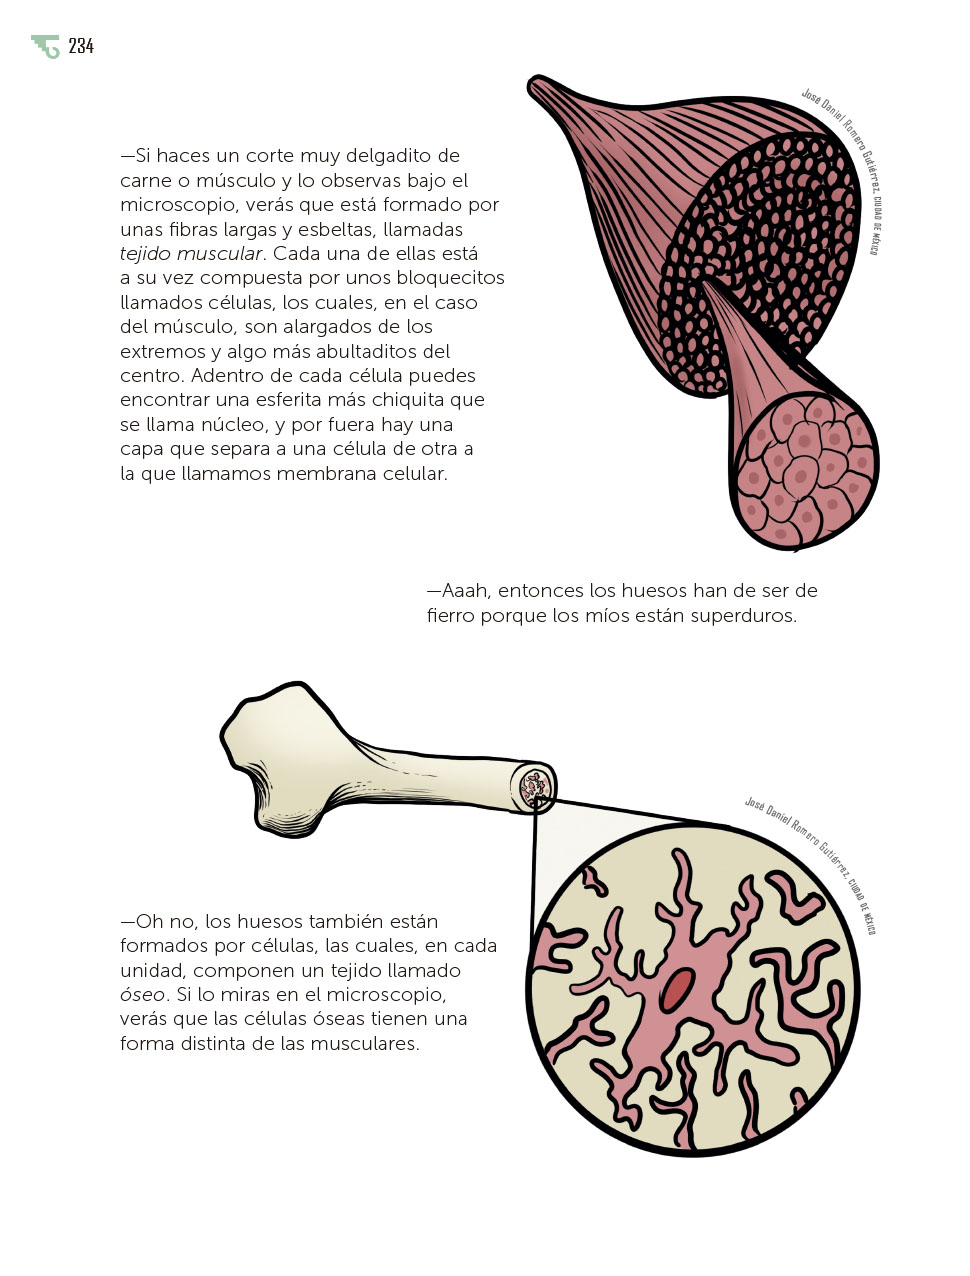 234
José Daniel Romero Gutiérrez, CIUDAD DE MÉXICO
—Si haces un corte muy delgadito de
carne o músculo y lo observas bajo el
microscopio, verás que está formado por
unas fibras largas y esbeltas, llamadas
tejido muscular. Cada una de ellas está
a su vez compuesta por unos bloquecitos
llamados células, los cuales, en el caso
del músculo, son alargados de los
extremos y algo más abultaditos del
centro. Adentro de cada célula puedes
encontrar una esferita más chiquita que
se llama núcleo, y por fuera hay una
capa que separa a una célula de otra a
la que llamamos membrana celular.
—Aaah, entonces los huesos han de ser de
fierro porque los míos están superduros.
José Daniel Romero Gutiérrez, CIUDAD DE MÉXICO
—Oh no, los huesos también están
formados por células, las cuales, en cada
unidad, componen un tejido llamado
óseo. Si lo miras en el microscopio,
verás que las células óseas tienen una
forma distinta de las musculares.